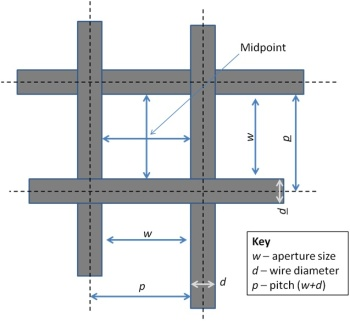 Midpoint
w
p
d
w
d
p
Key
w – aperture size
d – wire diameter
p – pitch (w+d)